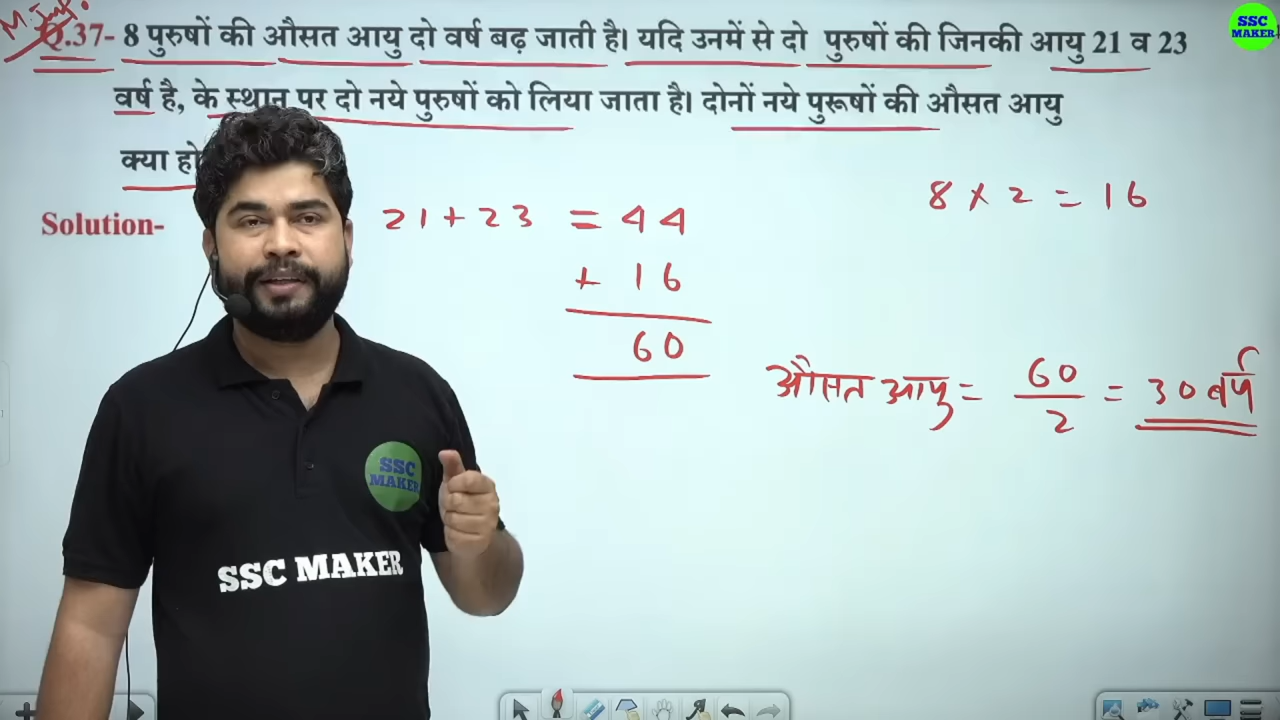 M. Imp.
Q.37- 8 पुरुषों की औसत आयु दो वर्ष बढ़ जाती है। यदि उनमें से दो पुरुषों की जिनकी आयु 21 व 23
वर्ष है, के स्थान पर दो नये पुरुषों को लिया जाता है। दोनों नये पुरूषों की औसत आयु
क्या हो
SSC
MAKER
8 × 2 = 16
Solution-
21 + 23 = 44
+ 16
60
औसत आयु = 60/2 = 30 वर्ष
SSC
MAKER
SSC MAKER